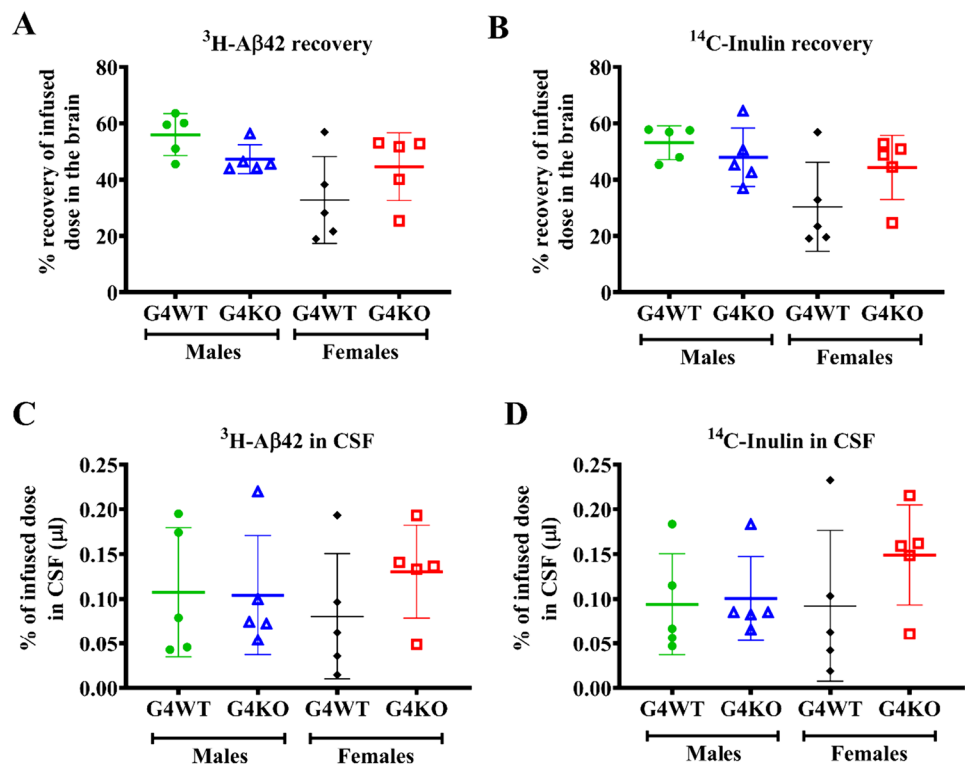 A
³H-Aβ42 recovery
% recovery of infused
dose in the brain
80
60
40
20
0
G4WT G4KO G4WT G4KO
Males Females
B
¹⁴C-Inulin recovery
% recovery of infused
dose in the brain
80
60
40
20
0
G4WT G4KO G4WT G4KO
Males Females
C
³H-Aβ42 in CSF
% of infused dose
in CSF (μl)
0.25
0.20
0.15
0.10
0.05
0.00
G4WT G4KO G4WT G4KO
Males Females
D
¹⁴C-Inulin in CSF
% of infused dose
in CSF (μl)
0.25
0.20
0.15
0.10
0.05
0.00
G4WT G4KO G4WT G4KO
Males Females